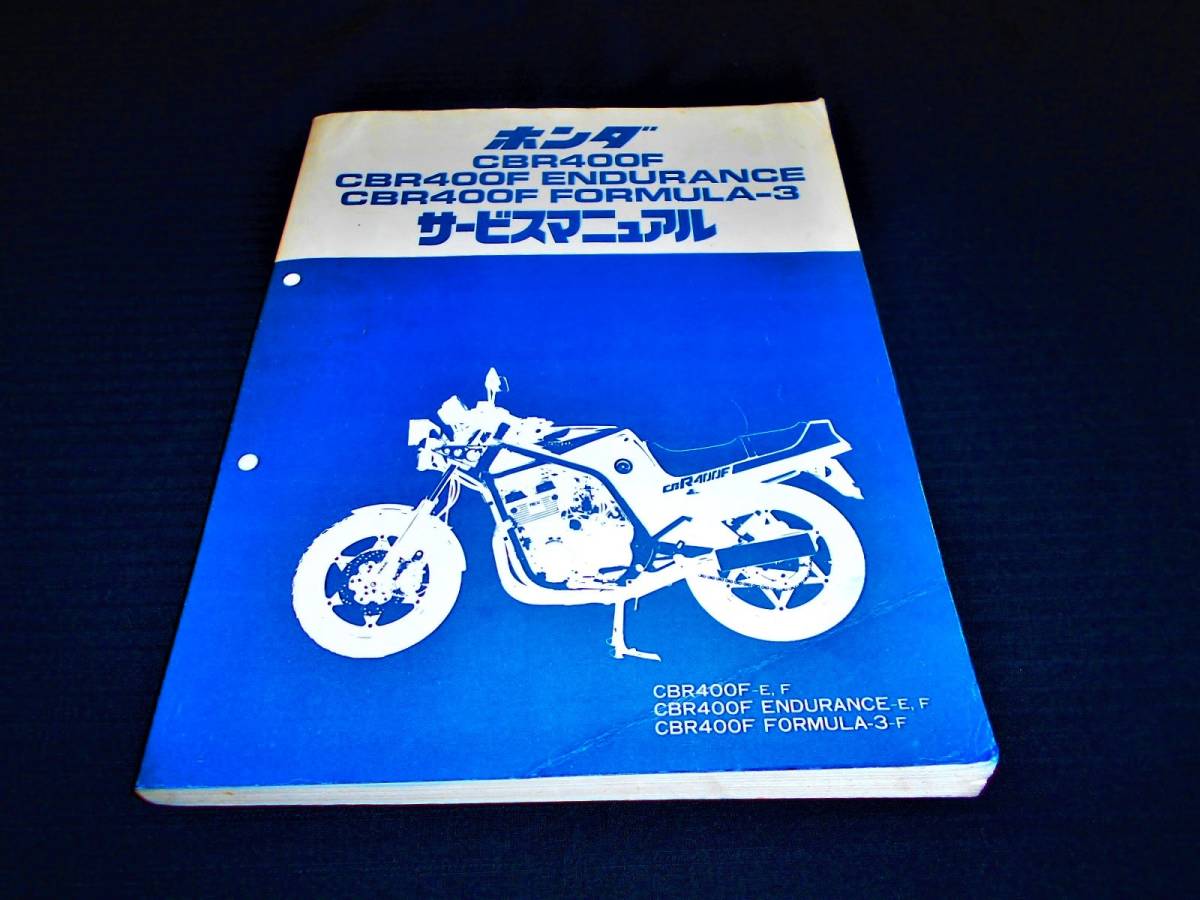 ホンダ
CBR400F
CBR400F ENDURANCE
CBR400F FORMULA-3
サービスマニュアル
CBR400F
CBR400F-E, F
CBR400F ENDURANCE-E, F
CBR400F FORMULA-3-F